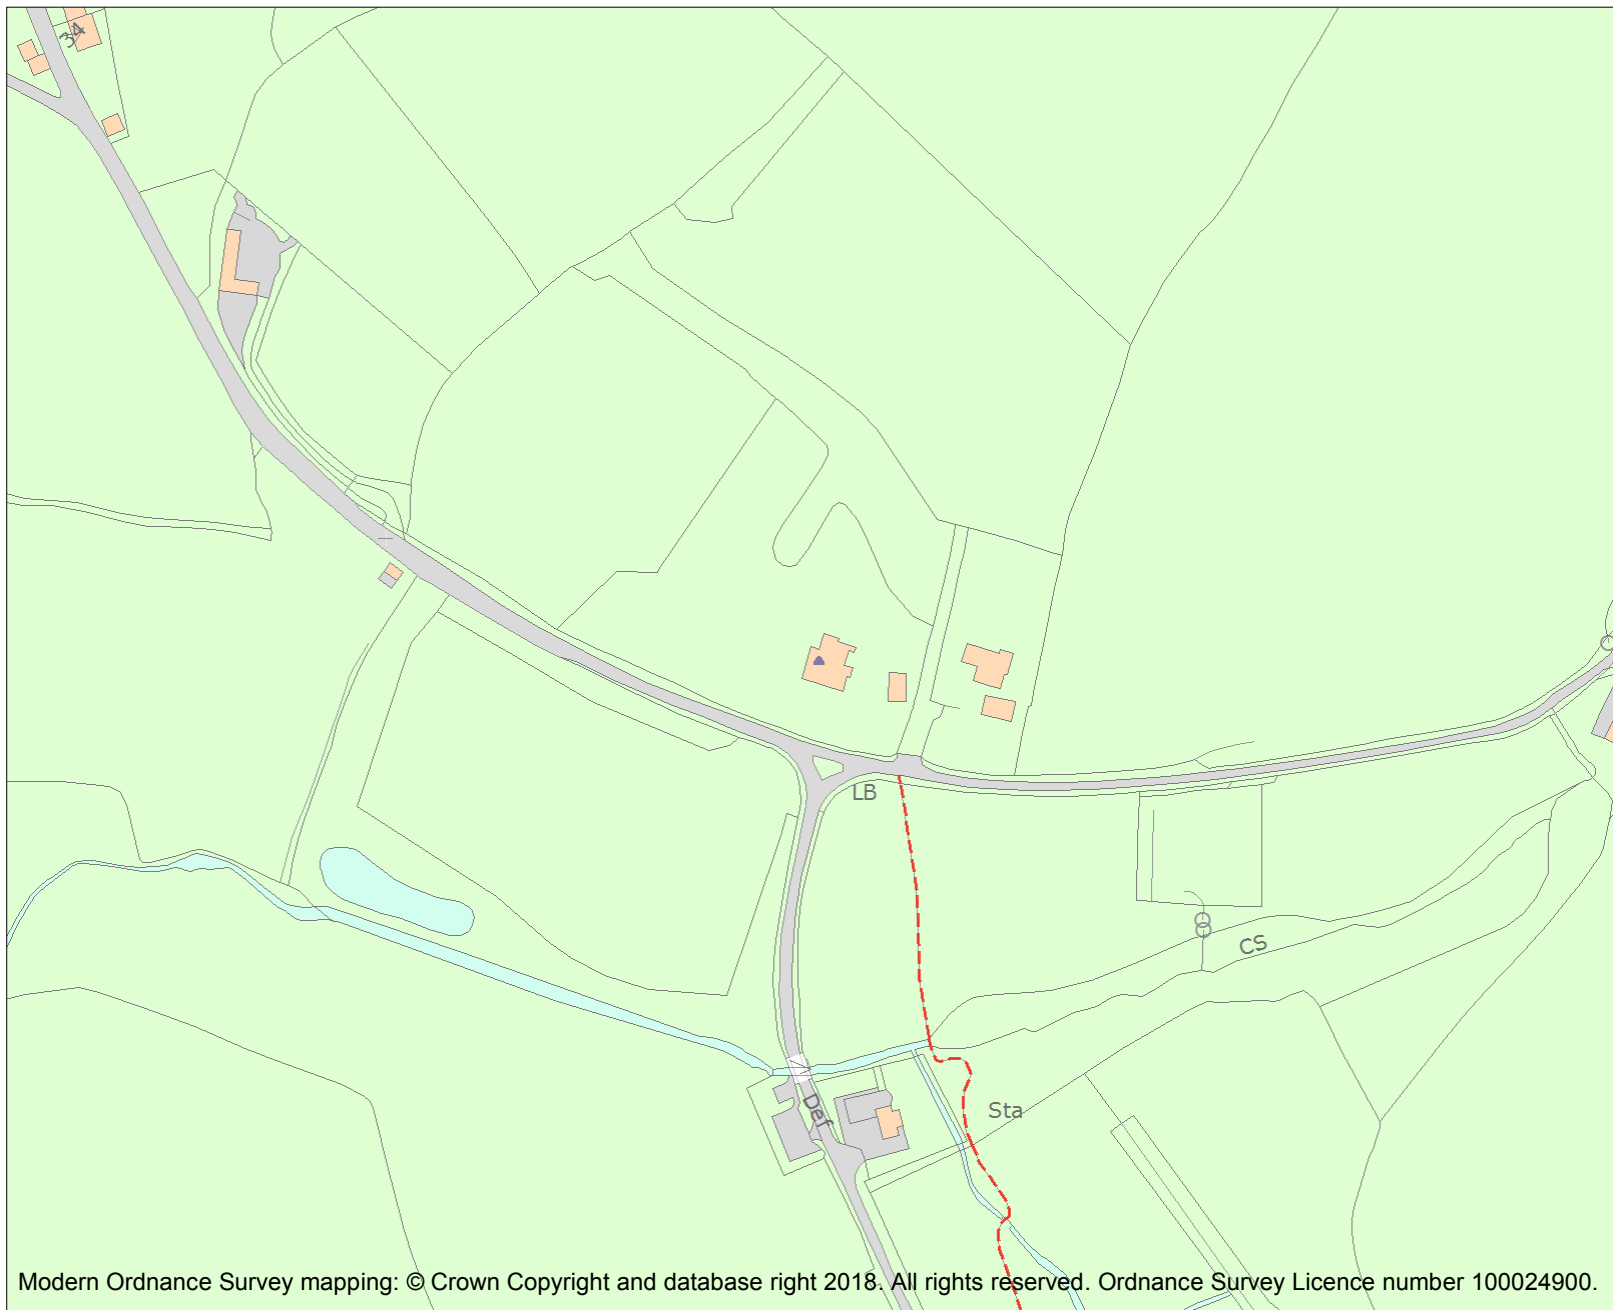 34
LB
CS
Sta
Def
Modern Ordnance Survey mapping: © Crown Copyright and database right 2018. All rights reserved. Ordnance Survey Licence number 100024900.